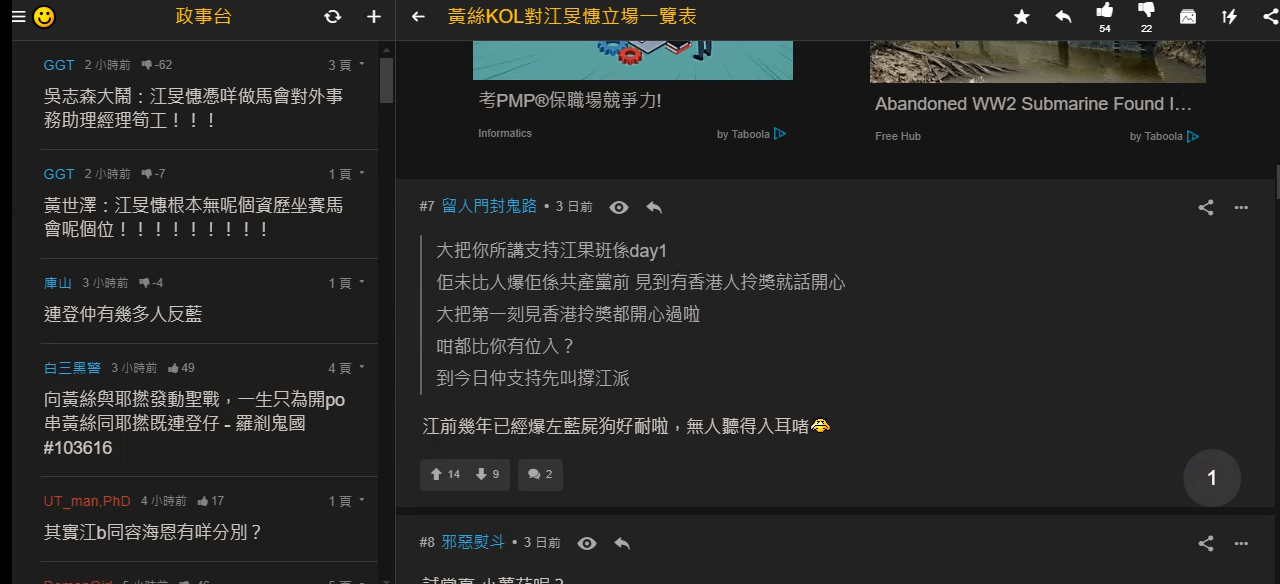 政事台
GGT 2 小時前 -62 3 頁
吳志森大鬧：江旻憓憑咩做馬會對外事
務助理經理筍工！！！
GGT 2 小時前 -7 1 頁
黃世澤：江旻憓根本無呢個資歷坐賽馬
會呢個位！！！！！！！！！
庫山 3 小時前 -4 1 頁
連登仲有幾多人反藍
白三黑警 3 小時前 49 4 頁
向黃絲與耶撚發動聖戰，一生只為開po
串黃絲同耶撚既連登仔 - 羅剎鬼國
#103616
UT_man,PhD 4 小時前 17 1 頁
其實江b同容海恩有咩分別？
黃絲KOL對江旻憓立場一覽表
54 22
考PMP®保職場競爭力!
Informatics by Taboola
Abandoned WW2 Submarine Found I...
Free Hub by Taboola
#7 留人門封鬼路 • 3 日前
大把你所講支持江果班係day1
佢未比人爆佢係共產黨前 見到有香港人拎獎就話開心
大把第一刻見香港拎獎都開心過啦
咁都比你有位入？
到今日仲支持先叫撐江派
江前幾年已經爆左藍屍狗好耐啦，無人聽得入耳啫
14 9 2
1
#8 邪惡熨斗 • 3 日前